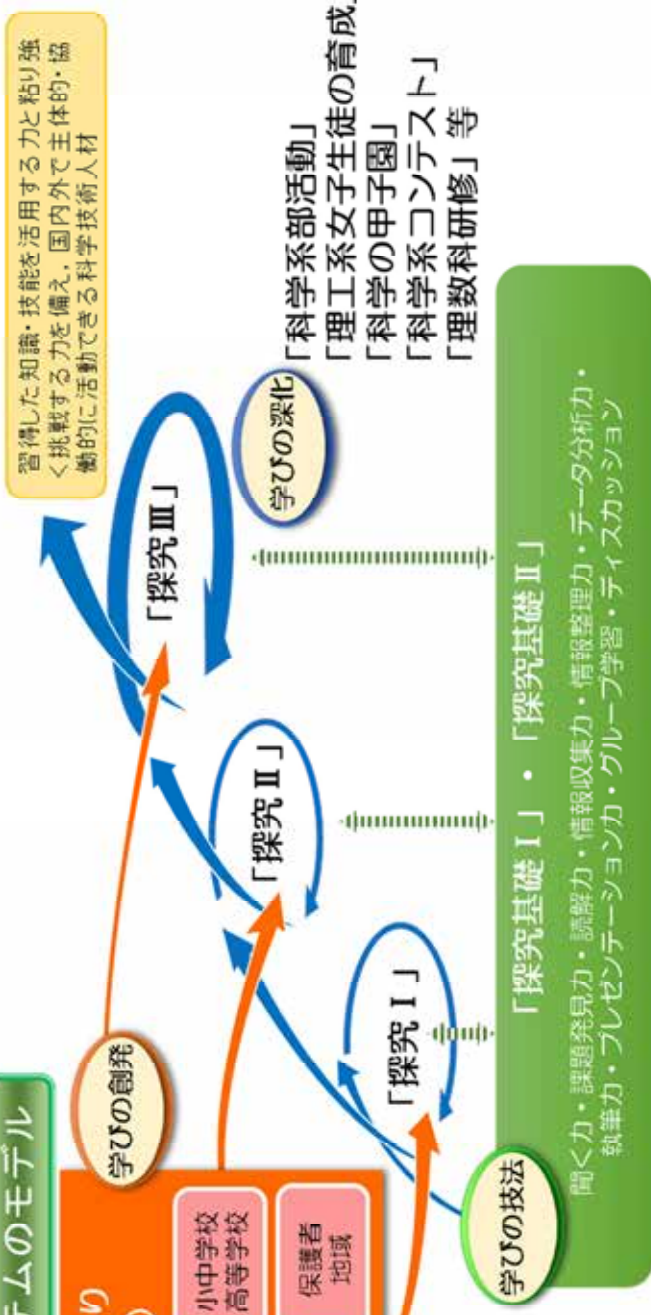 テムのモデル
習得した知識・技能を活用する力と粘り強
く挑戦する力を備え，国内外で主体的・協
働的に活動できる科学技術人材
学びの創発
小中学校
高等学校
保護者
地域
「探究Ⅰ」
「探究Ⅱ」
「探究Ⅲ」
学びの深化
「科学系部活動」
「理工系女子生徒の育成」
「科学の甲子園」
「科学系コンテスト」
「理数科研修」等
学びの技法
「探究基礎Ⅰ」・「探究基礎Ⅱ」
聞く力・課題発見力・読解力・情報収集力・情報整理力・データ分析力・
執筆力・プレゼンテーション力・グループ学習・ディスカッション